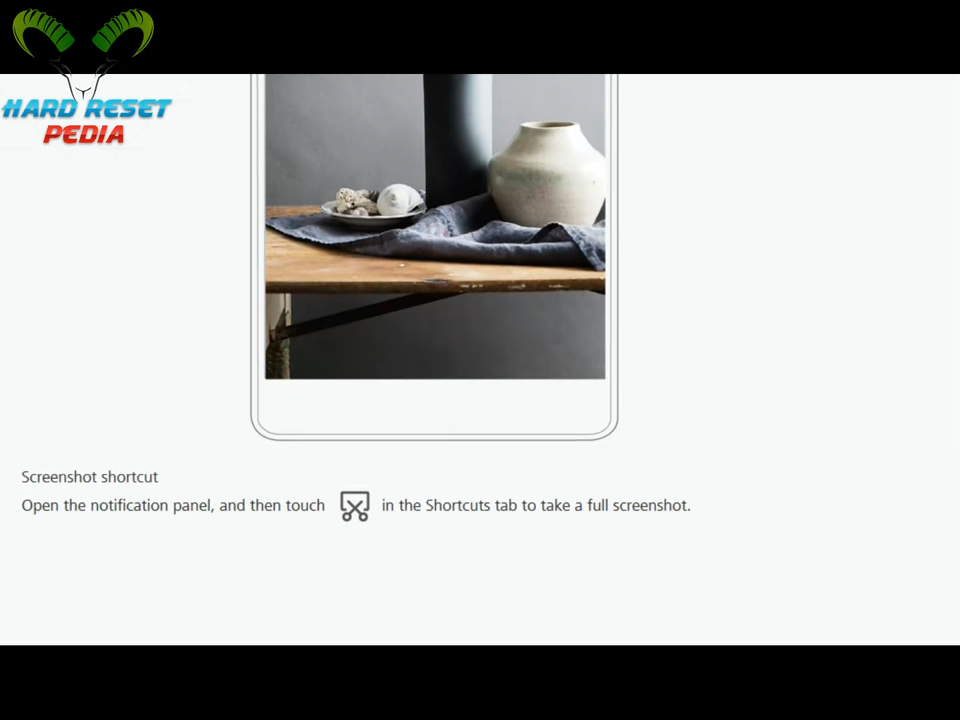 HARD RESET
PEDIA
Screenshot shortcut
Open the notification panel, and then touch in the Shortcuts tab to take a full screenshot.